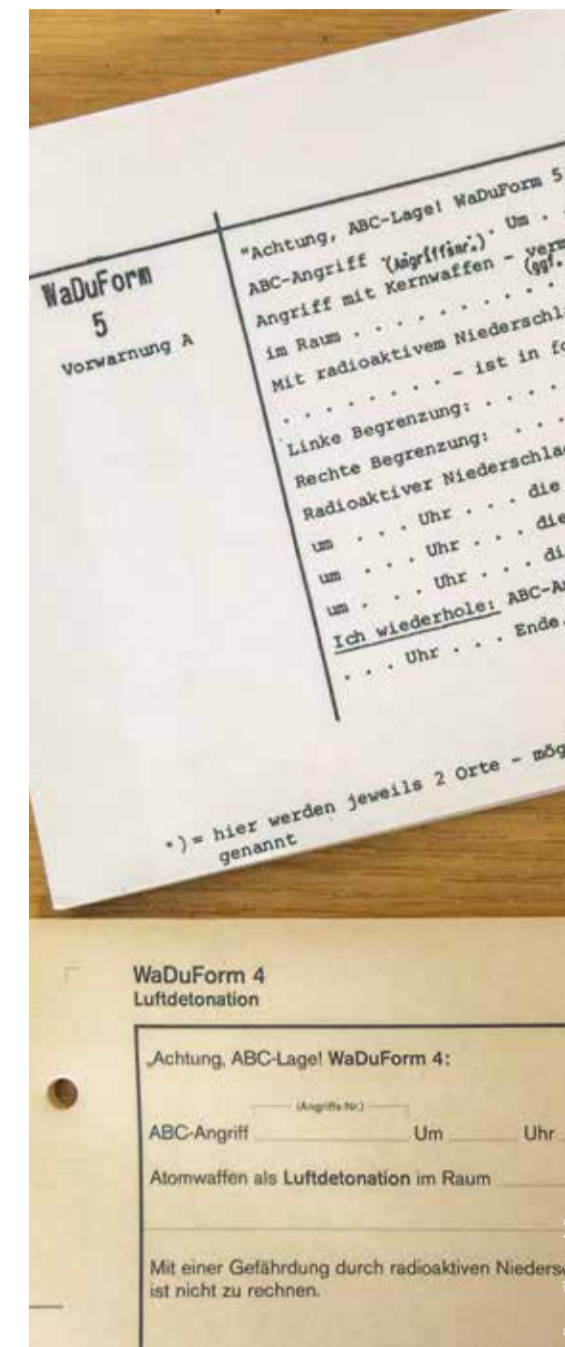 WaDuForm
5
Vorwarnung A
"Achtung, ABC-Lage! WaDuForm 5
ABC-Angriff (Angriffsnr.) Um . .
Angriff mit Kernwaffen - verm
(ggf.
im Raum . . . . . . . . . .
Mit radioaktivem Niederschl
. . . . . . . . - ist in fo
Linke Begrenzung: . . . .
Rechte Begrenzung: . . .
Radioaktiver Niederschla
um . . . Uhr . . . die
um . . . Uhr . . . die
um . . . Uhr . . . di
Ich wiederhole: ABC-A
. . . Uhr . . . Ende.
*)= hier werden jeweils 2 Orte - mög
genannt
WaDuForm 4
Luftdetonation
„Achtung, ABC-Lage! WaDuForm 4:
(Angriffs-Nr.)
ABC-Angriff Um Uhr
Atomwaffen als Luftdetonation im Raum
Mit einer Gefährdung durch radioaktiven Nieders
ist nicht zu rechnen.